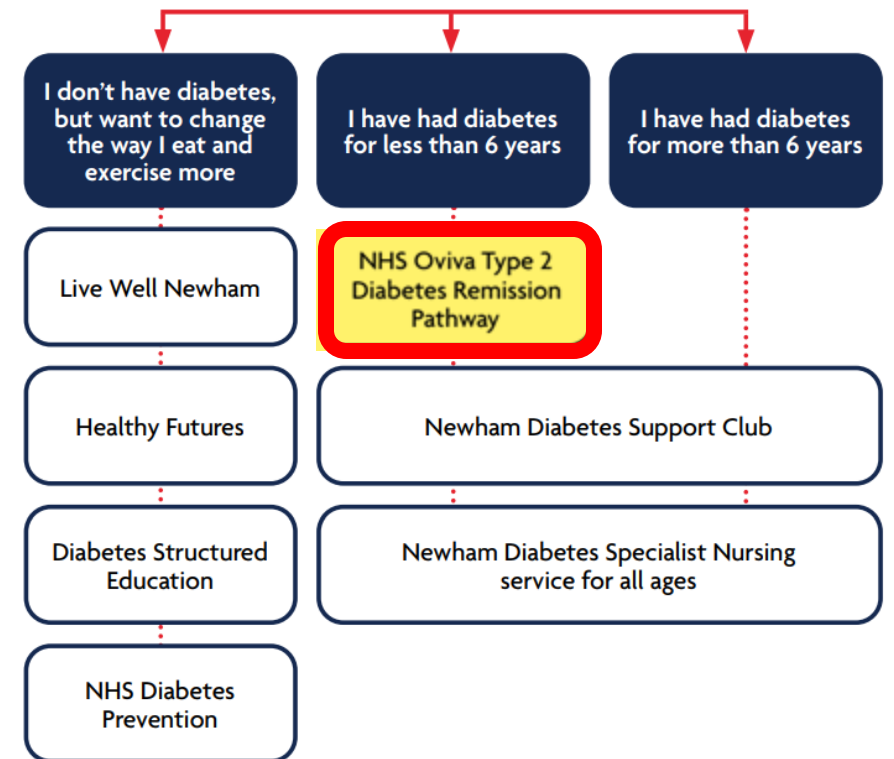 I don’t have diabetes,
but want to change
the way I eat and
exercise more
I have had diabetes
for less than 6 years
I have had diabetes
for more than 6 years
Live Well Newham
NHS Oviva Type 2
Diabetes Remission
Pathway
Healthy Futures
Newham Diabetes Support Club
Diabetes Structured
Education
Newham Diabetes Specialist Nursing
service for all ages
NHS Diabetes
Prevention